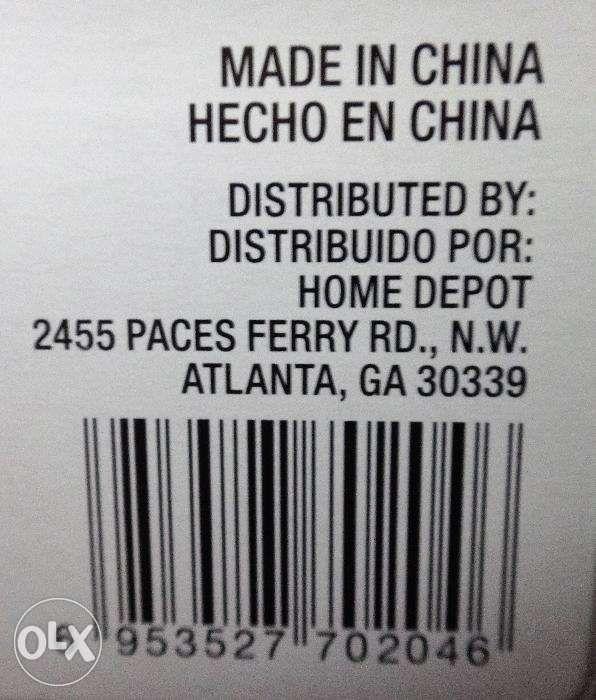 MADE IN CHINA
HECHO EN CHINA
DISTRIBUTED BY:
DISTRIBUIDO POR:
HOME DEPOT
2455 PACES FERRY RD., N.W.
ATLANTA, GA 30339
953527 702046
OLX